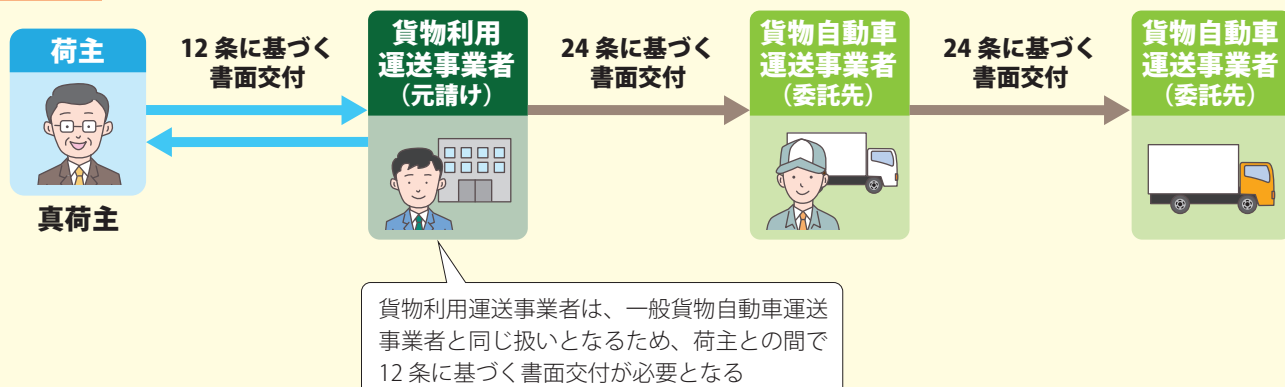 荷主
12 条に基づく
書面交付
貨物利用
運送事業者
（元請け）
24 条に基づく
書面交付
貨物自動車
運送事業者
（委託先）
24 条に基づく
書面交付
貨物自動車
運送事業者
（委託先）
真荷主
貨物利用運送事業者は、一般貨物自動車運送
事業者と同じ扱いとなるため、荷主との間で
12 条に基づく書面交付が必要となる